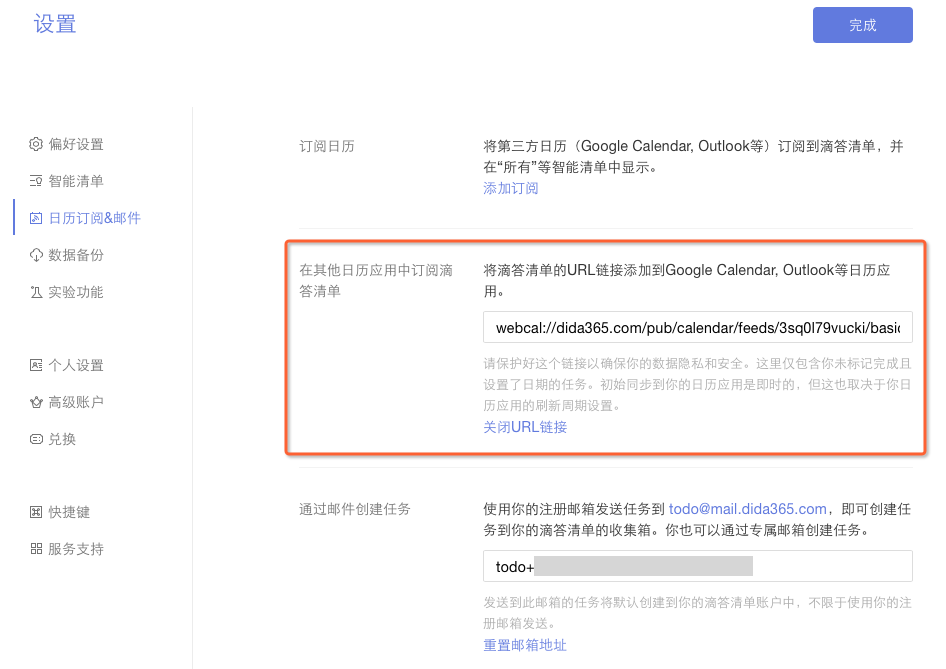 设置
完成
偏好设置
智能清单
日历订阅&邮件
数据备份
实验功能
个人设置
高级账户
兑换
快捷键
服务支持
订阅日历
将第三方日历（Google Calendar, Outlook等）订阅到滴答清单，并
在“所有”等智能清单中显示。
添加订阅
在其他日历应用中订阅滴
答清单
将滴答清单的URL链接添加到Google Calendar, Outlook等日历应
用。
webcal://dida365.com/pub/calendar/feeds/3sq0l79vucki/basic
请保护好这个链接以确保你的数据隐私和安全。这里仅包含你未标记完成且
设置了日期的任务。初始同步到你的日历应用是即时的，但这也取决于你日
历应用的刷新周期设置。
关闭URL链接
通过邮件创建任务
使用你的注册邮箱发送任务到 todo@mail.dida365.com，即可创建任
务到你的滴答清单的收集箱。你也可以通过专属邮箱创建任务。
todo+
发送到此邮箱的任务将默认创建到你的滴答清单账户中，不限于使用你的注
册邮箱发送。
重置邮箱地址